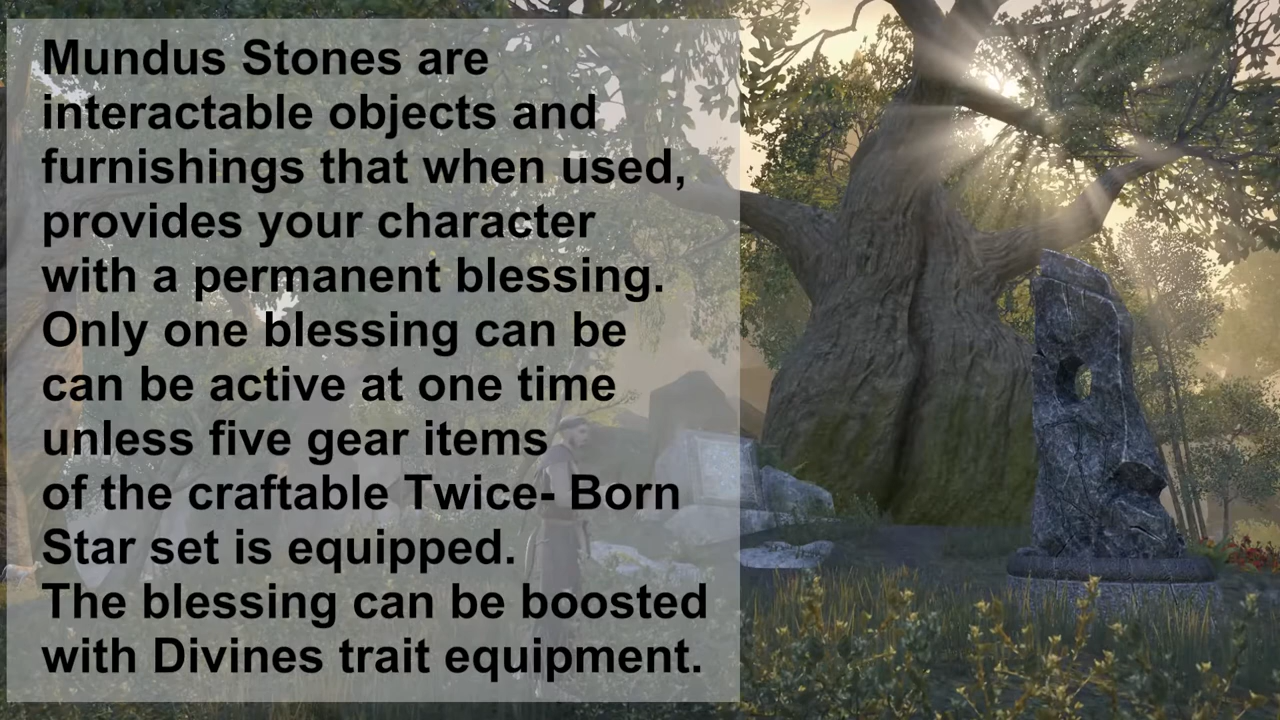 Mundus Stones are
interactable objects and
furnishings that when used,
provides your character
with a permanent blessing.
Only one blessing can be
can be active at one time
unless five gear items
of the craftable Twice- Born
Star set is equipped.
The blessing can be boosted
with Divines trait equipment.